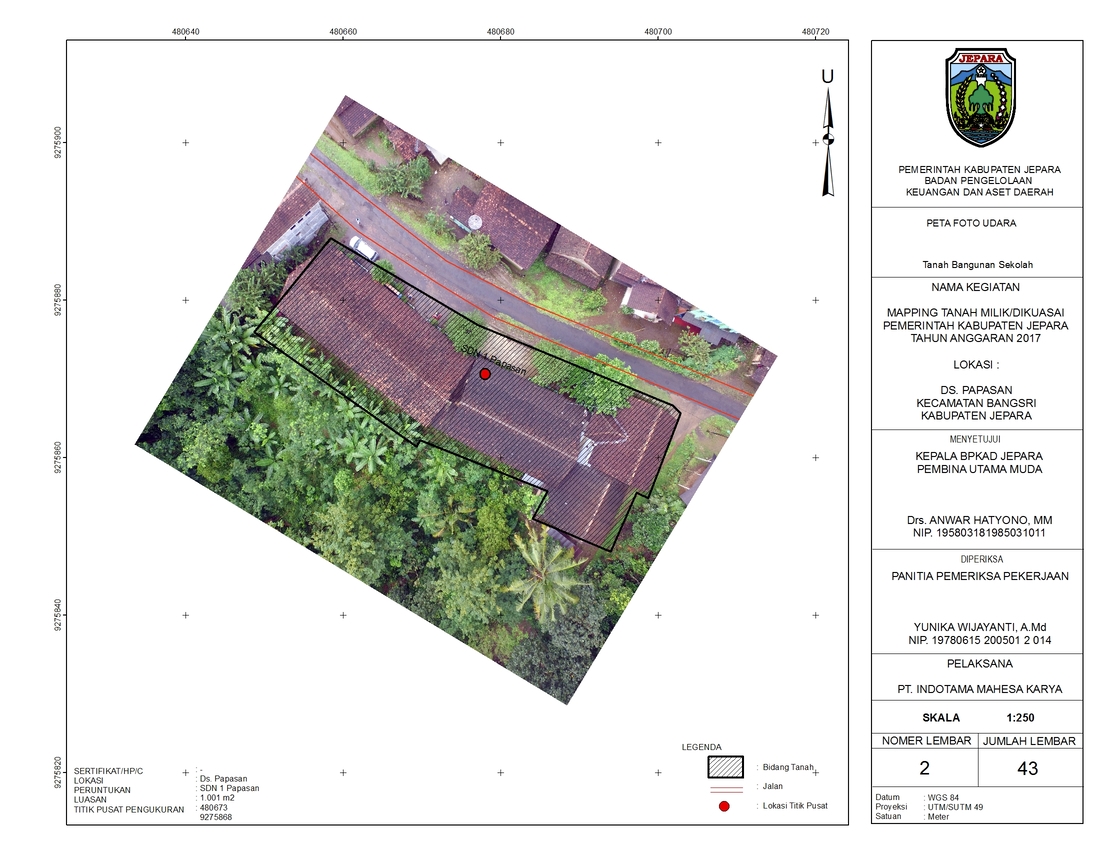 480640
480660
480680
480700
480720
9275900
9275880
9275860
9275840
9275820
U
SDN 1 Papasan
SERTIFIKAT/HP/C : -
LOKASI : Ds. Papasan
PERUNTUKAN : SDN 1 Papasan
LUASAN : 1.001 m2
TITIK PUSAT PENGUKURAN : 480673
9275868
LEGENDA
: Bidang Tanah
: Jalan
: Lokasi Titik Pusat
JEPARA
PEMERINTAH KABUPATEN JEPARA
BADAN PENGELOLAAN
KEUANGAN DAN ASET DAERAH
PETA FOTO UDARA
Tanah Bangunan Sekolah
NAMA KEGIATAN
MAPPING TANAH MILIK/DIKUASAI
PEMERINTAH KABUPATEN JEPARA
TAHUN ANGGARAN 2017
LOKASI :
DS. PAPASAN
KECAMATAN BANGSRI
KABUPATEN JEPARA
MENYETUJUI
KEPALA BPKAD JEPARA
PEMBINA UTAMA MUDA
Drs. ANWAR HATYONO, MM
NIP. 195803181985031011
DIPERIKSA
PANITIA PEMERIKSA PEKERJAAN
YUNIKA WIJAYANTI, A.Md
NIP. 19780615 200501 2 014
PELAKSANA
PT. INDOTAMA MAHESA KARYA
SKALA 1:250
NOMER LEMBAR JUMLAH LEMBAR
2 43
Datum : WGS 84
Proyeksi : UTM/SUTM 49
Satuan : Meter